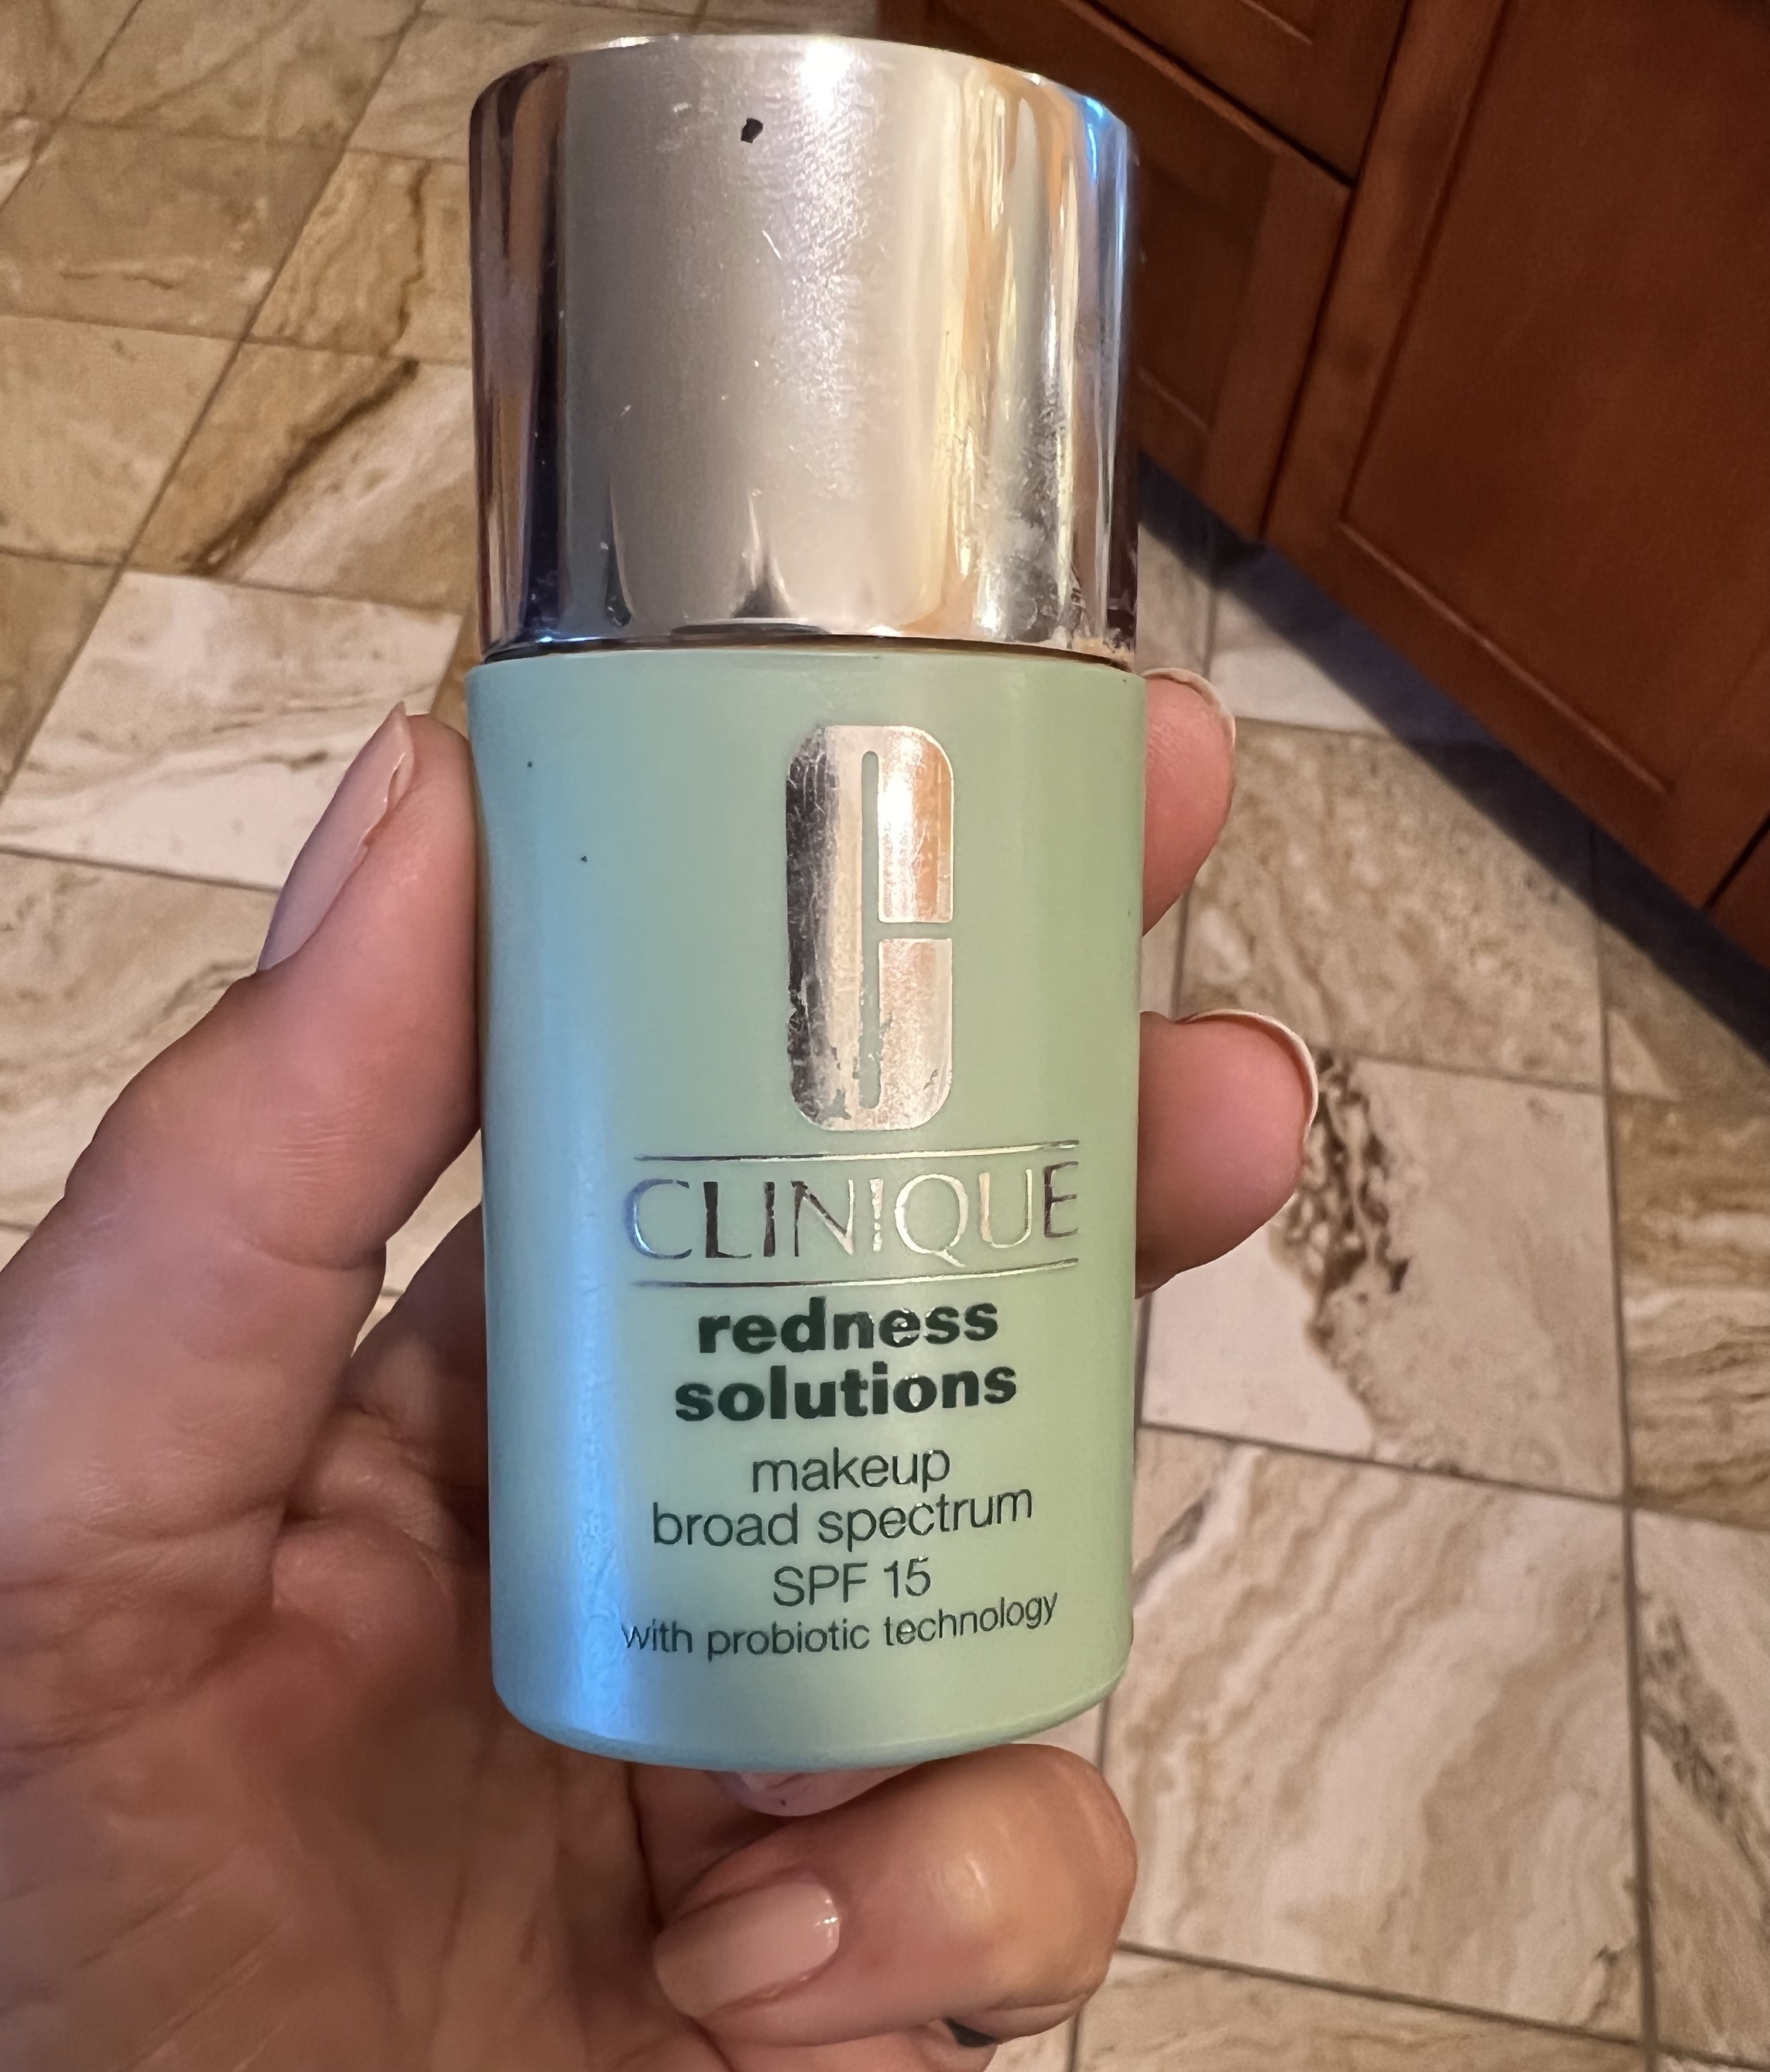 CLINIQUE
redness
solutions
makeup
broad spectrum
SPF 15
with probiotic technology